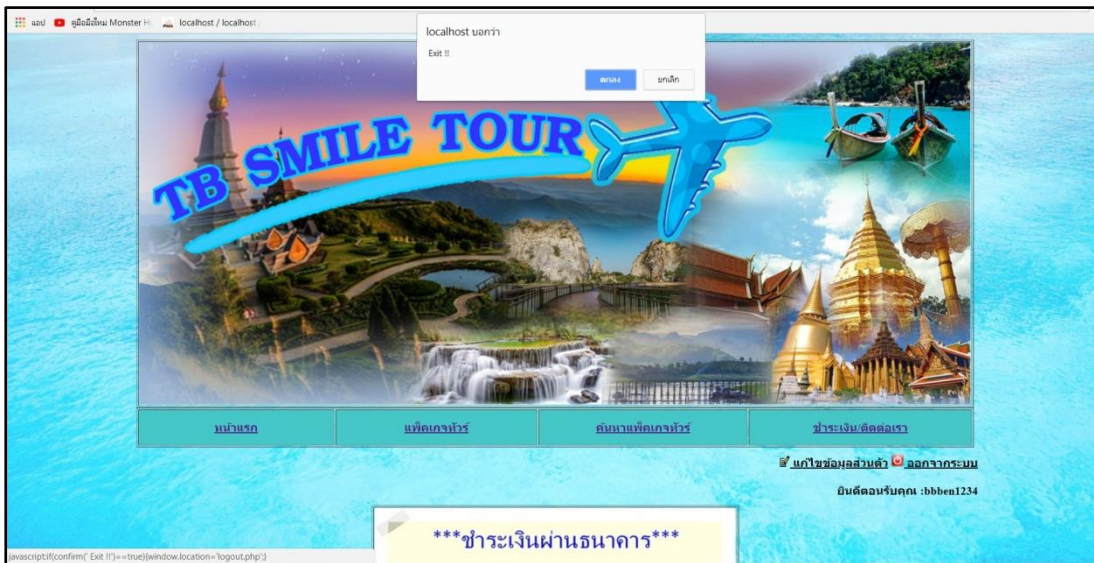 แอป
คู่มือมือใหม่ Monster H
localhost / localhost
localhost บอกว่า
Exit !!
ตกลง ยกเลิก
TB SMILE TOUR
หน้าแรก แพ็คเกจทัวร์ ค้นหาแพ็คเกจทัวร์ ชำระเงิน/ติดต่อเรา
แก้ไขข้อมูลส่วนตัว ออกจากระบบ
ยินดีตอนรับคุณ :bbben1234
***ชำระเงินผ่านธนาคาร***
javascript:if(confirm(' Exit !!')==true){window.location='logout.php';}